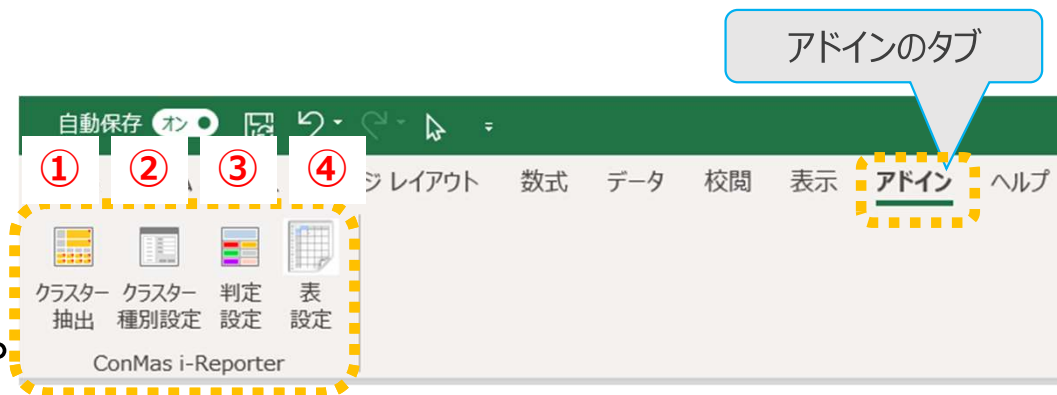 アドインのタブ
自動保存 オン
① ② ③ ④
ジ レイアウト 数式 データ 校閲 表示 アドイン ヘルプ
クラスター クラスター 判定 表
抽出 種別設定 設定 設定
ConMas i-Reporter